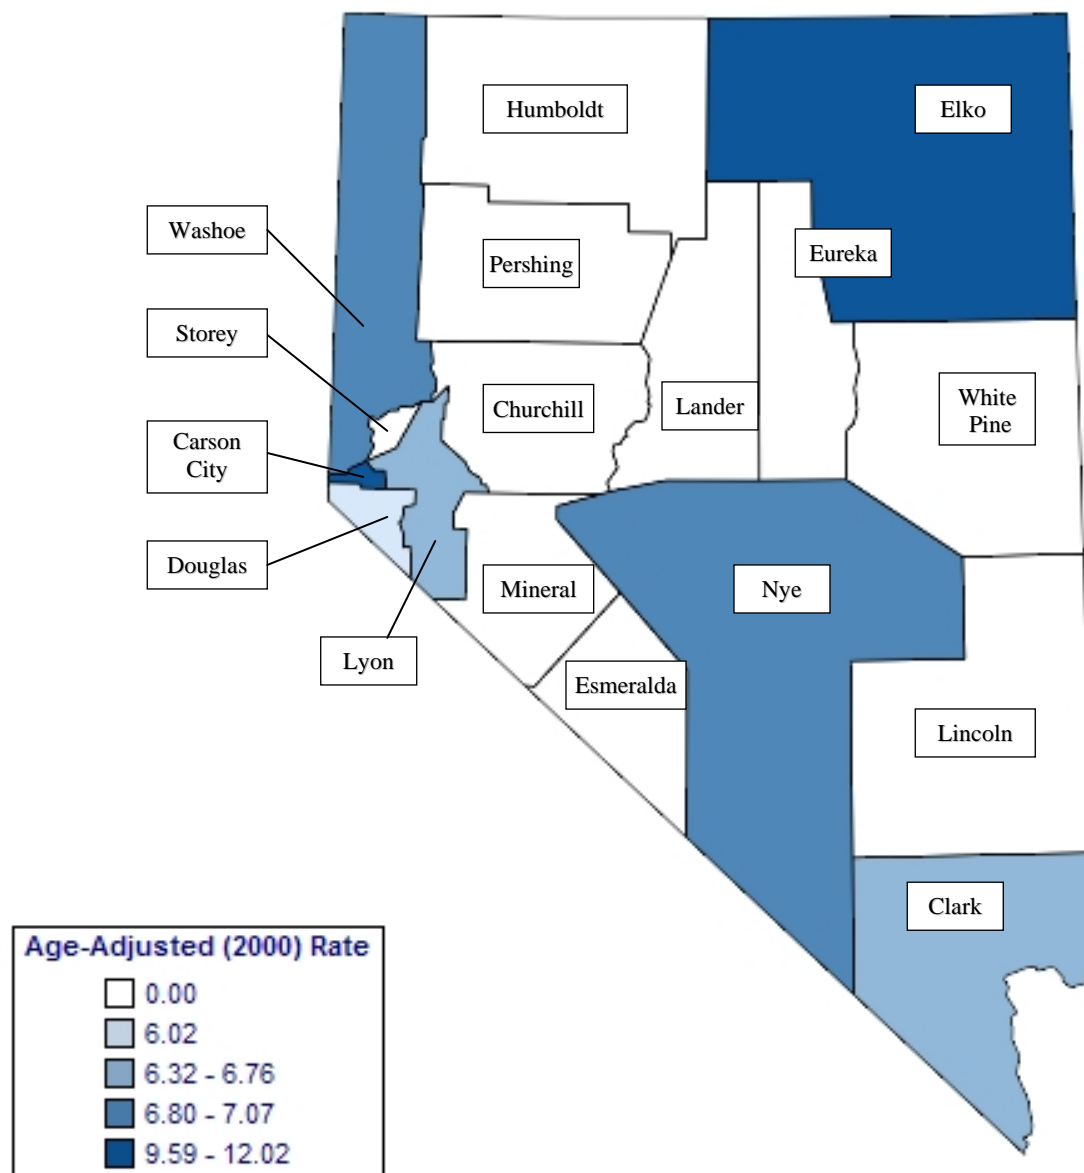 Humboldt
Elko
Washoe
Eureka
Pershing
Storey
Churchill
Lander
White
Pine
Carson
City
Douglas
Mineral
Nye
Lyon
Esmeralda
Lincoln
Clark
Age-Adjusted (2000) Rate
0.00
6.02
6.32 - 6.76
6.80 - 7.07
9.59 - 12.02